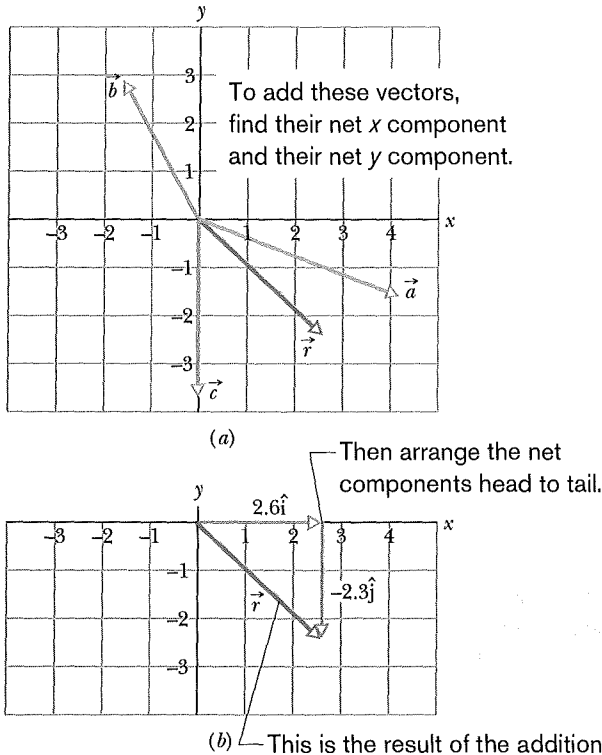 y
3
2
1
-3 -2 -1 1 2 3 4 x
-1
-2
-3
b⃗
a⃗
r⃗
c⃗
To add these vectors,
find their net x component
and their net y component.
(a)
Then arrange the net
components head to tail.
y
2.6î
-3 -2 -1 1 2 3 4 x
-1
-2
-3
r⃗
–2.3ĵ
(b)
This is the result of the addition